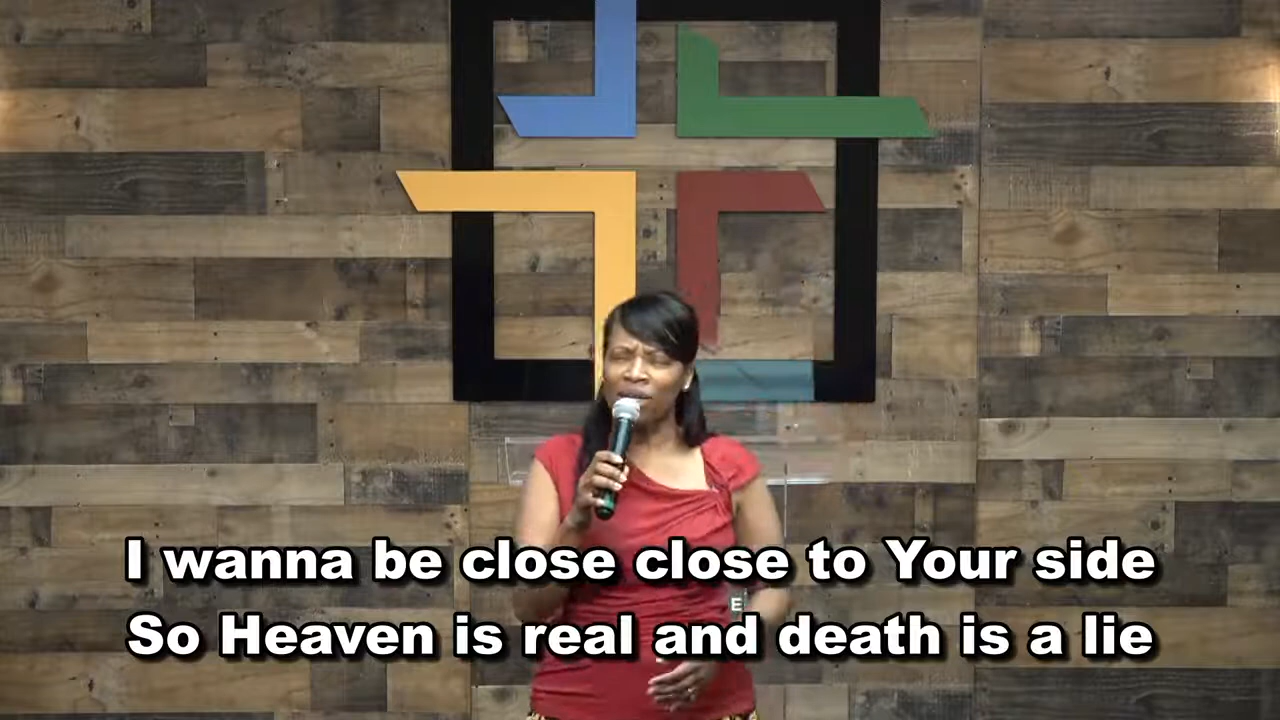 I wanna be close close to Your side
So Heaven is real and death is a lie
E